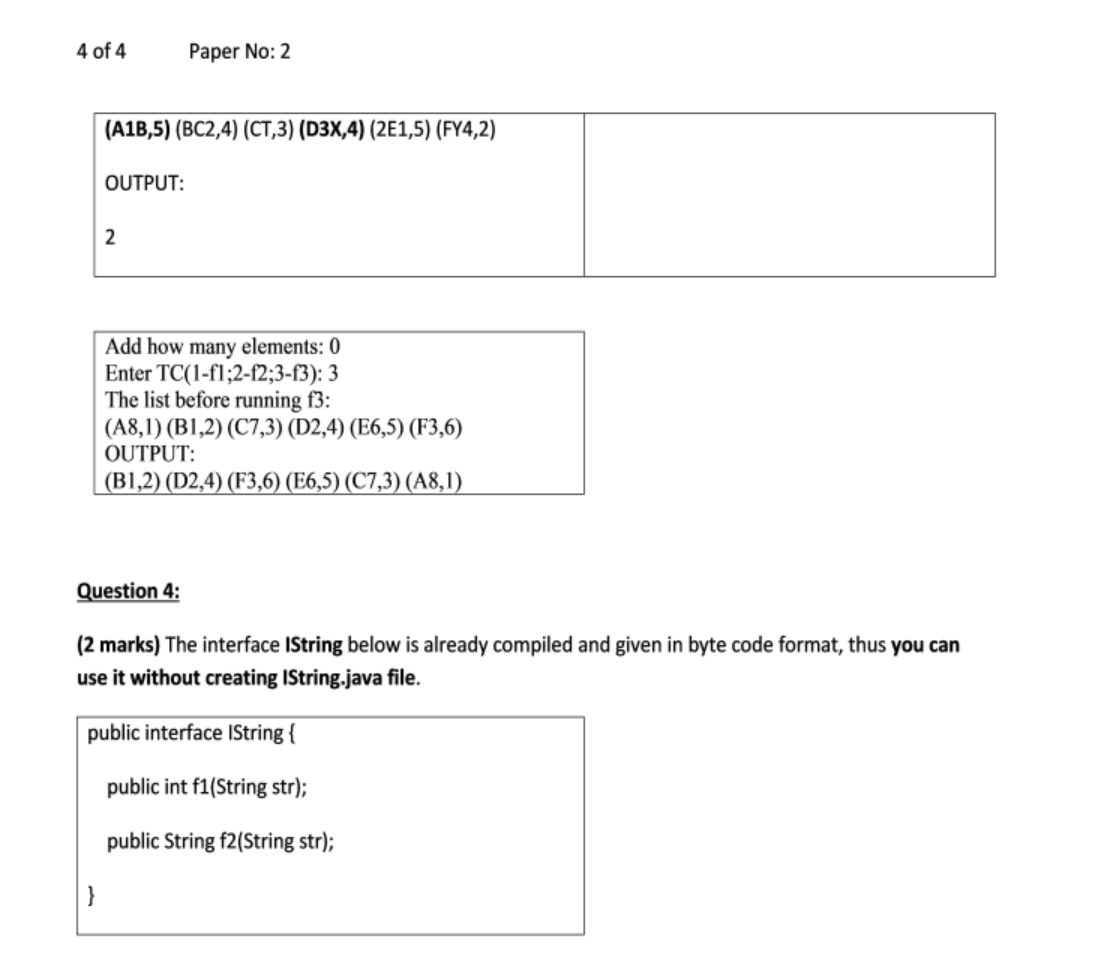 4 of 4 Paper No: 2
(A1B,5) (BC2,4) (CT,3) (D3X,4) (2E1,5) (FY4,2)
OUTPUT:
2
Add how many elements: 0
Enter TC(1-f1;2-f2;3-f3): 3
The list before running f3:
(A8,1) (B1,2) (C7,3) (D2,4) (E6,5) (F3,6)
OUTPUT:
(B1,2) (D2,4) (F3,6) (E6,5) (C7,3) (A8,1)
Question 4:
(2 marks) The interface IString below is already compiled and given in byte code format, thus you can
use it without creating IString.java file.
public interface IString {
public int f1(String str);
public String f2(String str);
}